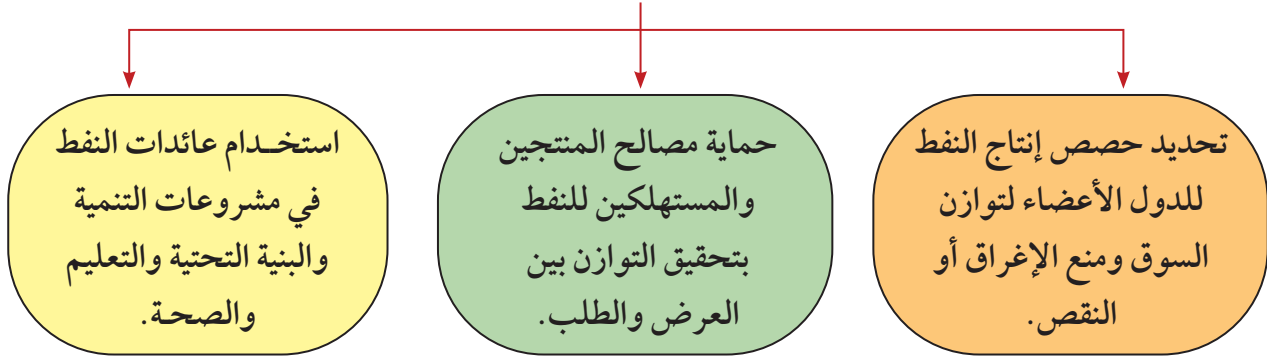 تحديد حصص إنتاج النفط
للدول الأعضاء لتوازن
السوق ومنع الإغراق أو
النقص.
حماية مصالح المنتجين
والمستهلكين للنفط
بتحقيق التوازن بين
العرض والطلب.
استخـدام عائدات النفط
في مشروعات التنمية
والبنية التحتية والتعليم
والصحـة.